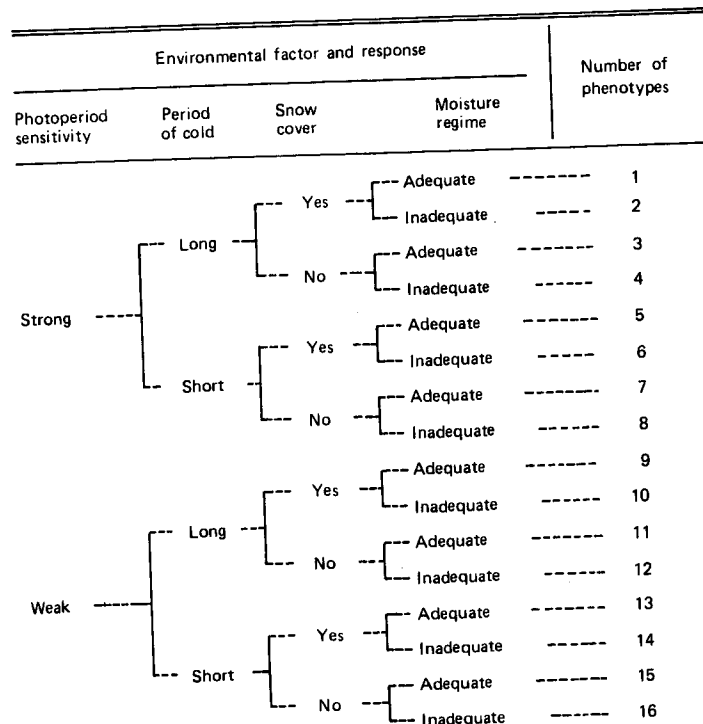 Environmental factor and response
Number of
phenotypes
Photoperiod
sensitivity
Period
of cold
Snow
cover
Moisture
regime
Adequate 1
Yes
Inadequate 2
Long
Adequate 3
No
Inadequate 4
Strong
Adequate 5
Yes
Inadequate 6
Short
Adequate 7
No
Inadequate 8
Adequate 9
Yes
Inadequate 10
Long
Adequate 11
No
Inadequate 12
Weak
Adequate 13
Yes
Inadequate 14
Short
Adequate 15
No
Inadequate 16